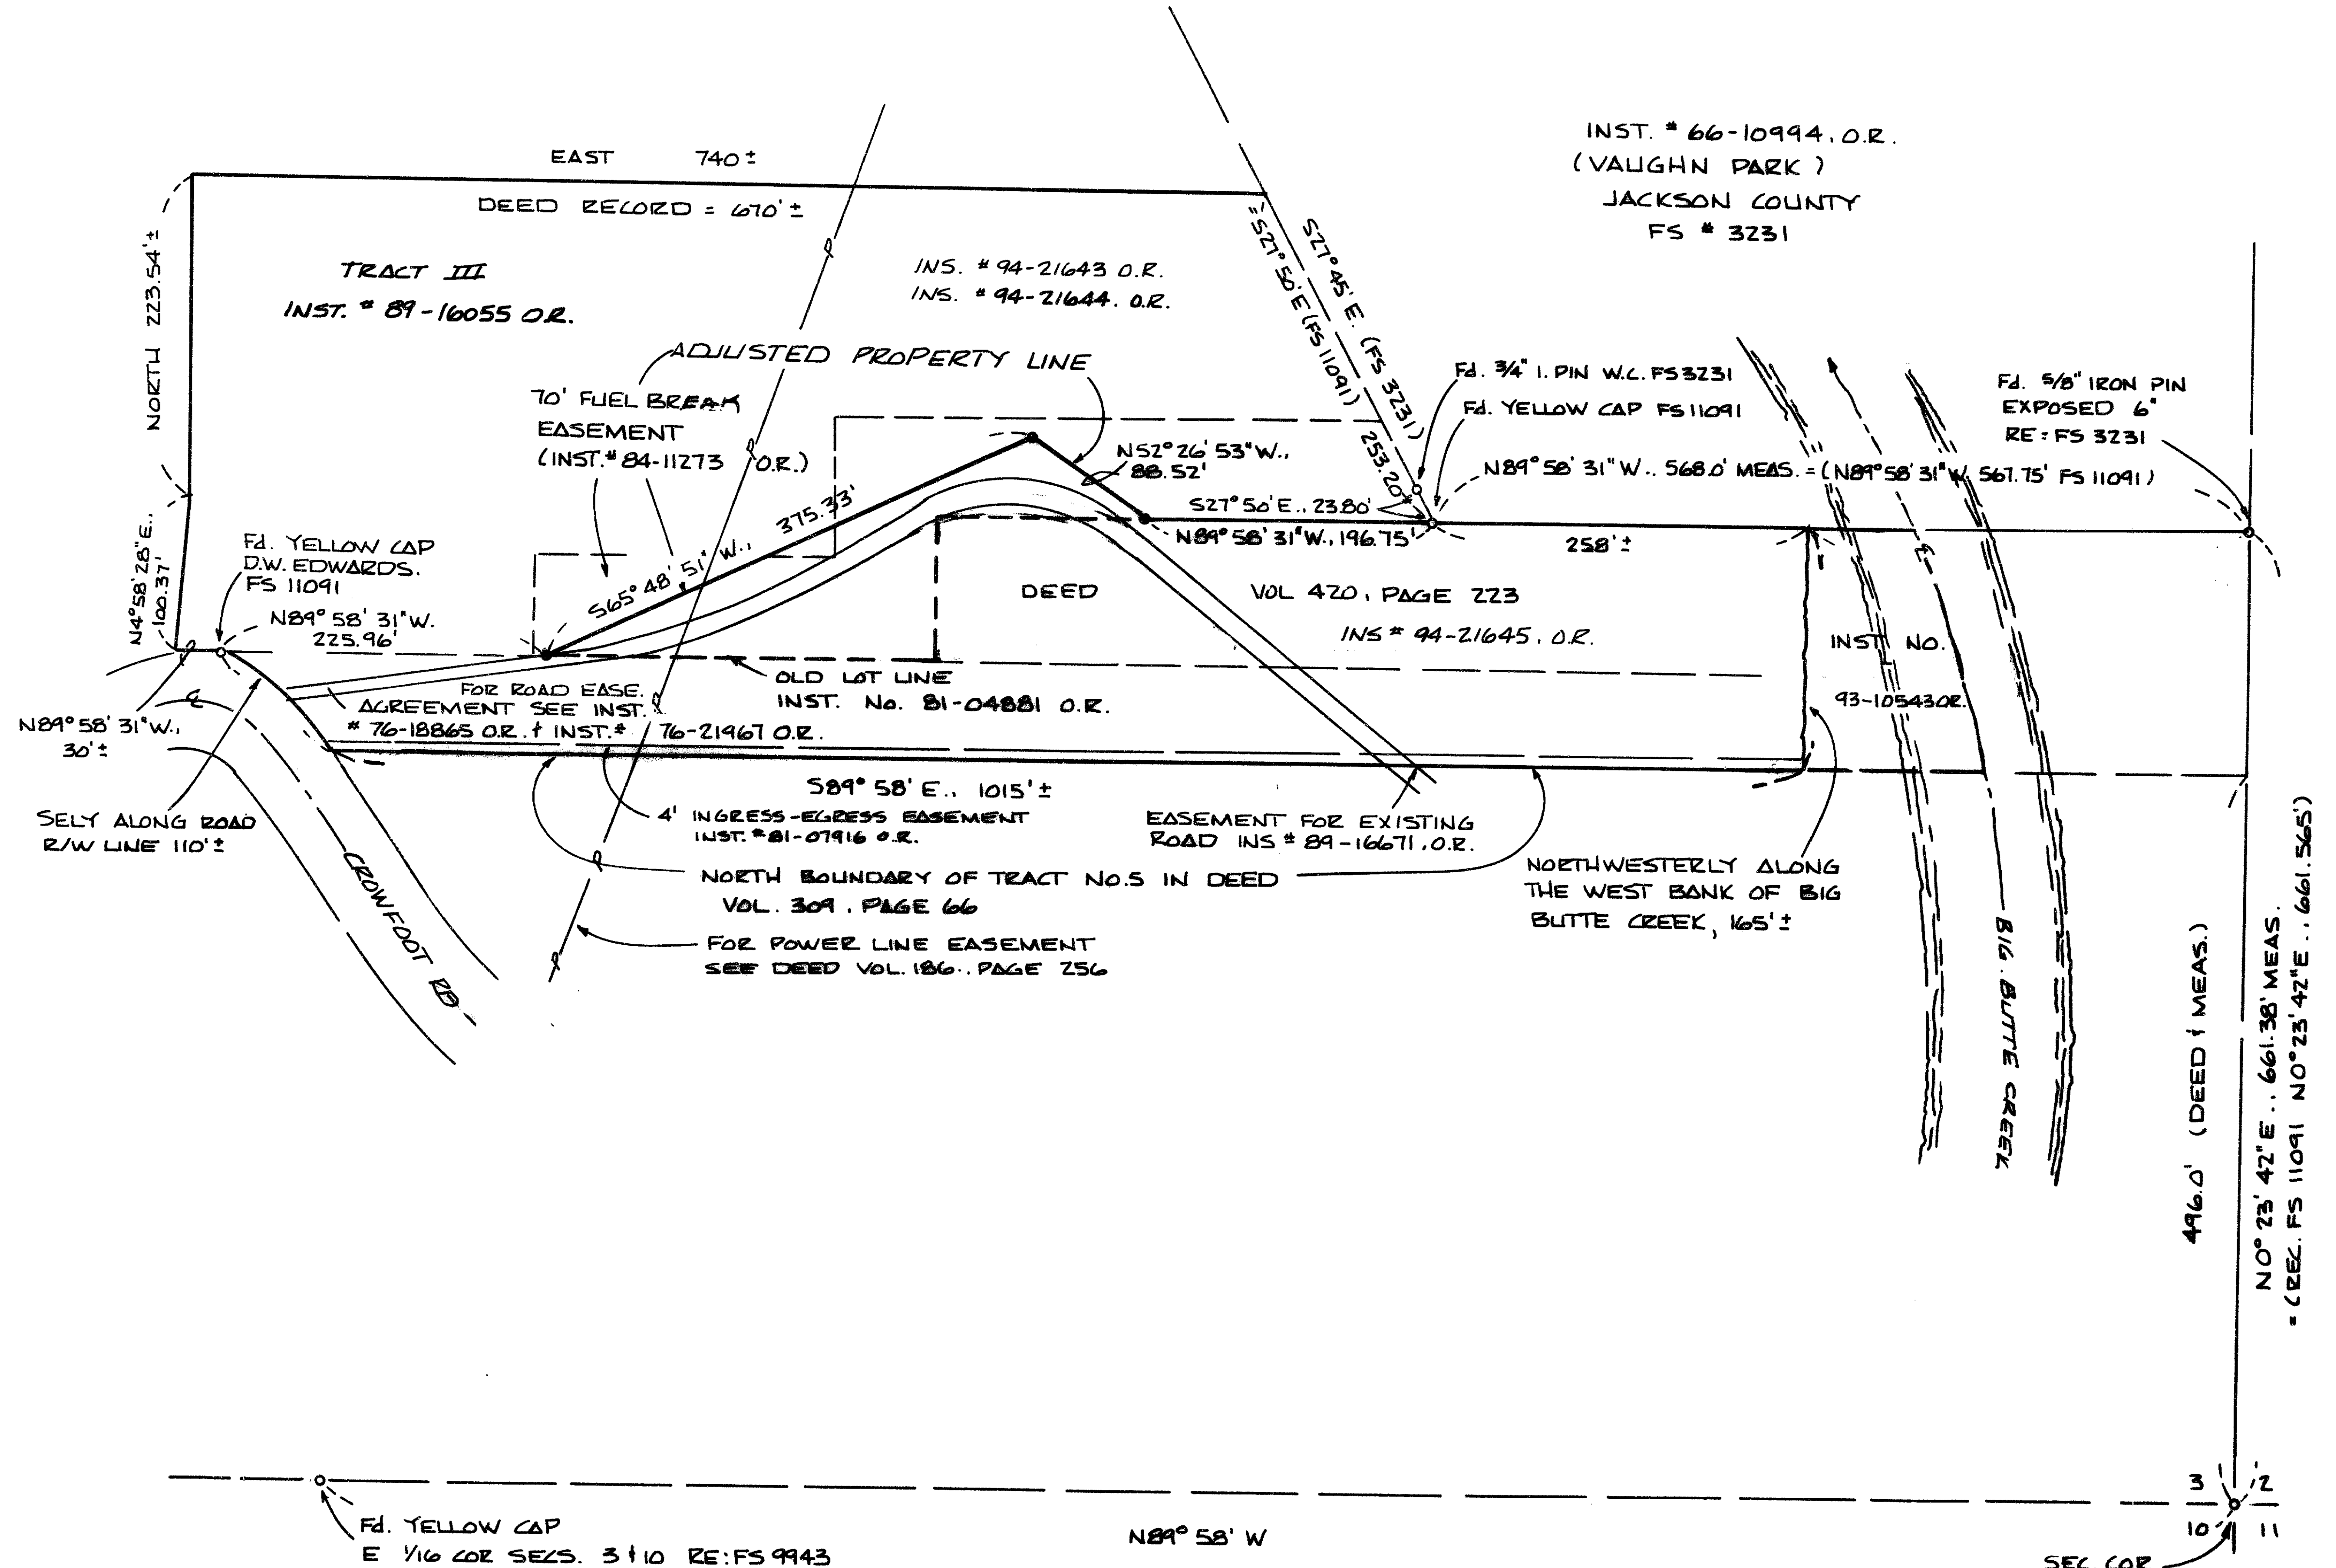 EAST 740±
DEED RECORD = 670'±
NORTH 223.54'±
TRACT III
INST. # 89-16055 O.R.
INS. # 94-21643 O.R.
INS. # 94-21644. O.R.
INST. # 66-10994, O.R.
(VAUGHN PARK)
JACKSON COUNTY
FS # 3231
S27°45' E. (FS 3231)
"S27°50' E (FS 11091)
253.20'
ADJUSTED PROPERTY LINE
70' FUEL BREAK
EASEMENT
(INST.# 84-11273 O.R.)
Fd. 3/4" I. PIN W.C. FS3231
Fd. YELLOW CAP FS11091
Fd. 5/8" IRON PIN
EXPOSED 6"
RE: FS 3231
N89°58' 31"W.. 568.0' MEAS. = (N89°58' 31"W. 567.75' FS 11091)
N52°26' 53"W.,
88.52'
S27°50' E., 23.80'
N89°58' 31"W., 196.75'
258'±
S65°48' 51" W., 375.33'
N4°58'28"E.,
100.37'
Fd. YELLOW CAP
D.W. EDWARDS.
FS 11091
N89°58' 31"W.
225.96'
DEED VOL 420, PAGE 223
INS# 94-21645, O.R.
INST NO.
93-10543 OR.
OLD LOT LINE
INST. No. 81-04881 O.R.
FOR ROAD EASE.
AGREEMENT SEE INST.
# 76-18865 O.R. & INST.# 76-21967 O.R.
℄
N89°58' 31"W.,
30'±
S89°58' E., 1015'±
4' INGRESS-EGRESS EASEMENT
INST.#81-07916 O.R.
EASEMENT FOR EXISTING
ROAD INS # 89-16671, O.R.
SELY ALONG ROAD
R/W LINE 110'±
CROWFOOT RD
NORTH BOUNDARY OF TRACT NO.5 IN DEED
VOL. 309, PAGE 66
NORTHWESTERLY ALONG
THE WEST BANK OF BIG
BUTTE CREEK, 165'±
FOR POWER LINE EASEMENT
SEE DEED VOL. 186., PAGE 256
℄
BIG BUTTE CREEK
496.0' (DEED & MEAS.)
N0°23' 42"E.., 661.38' MEAS.
= (REC. FS 11091 N0°23' 42"E.., 661.565')
3 2
10 11
Fd. YELLOW CAP
E 1/16 COR SECS. 3 & 10 RE: FS 9943
N89°58' W
SEC COR